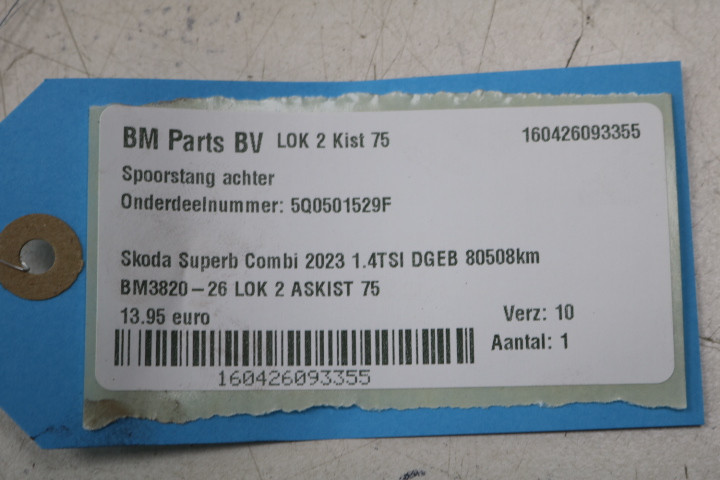 BM Parts BV LOK 2 Kist 75 160426093355
Spoorstang achter
Onderdeelnummer: 5Q0501529F
Skoda Superb Combi 2023 1.4TSI DGEB 80508km
BM3820-26 LOK 2 ASKIST 75
13.95 euro Verz: 10
Aantal: 1
160426093355